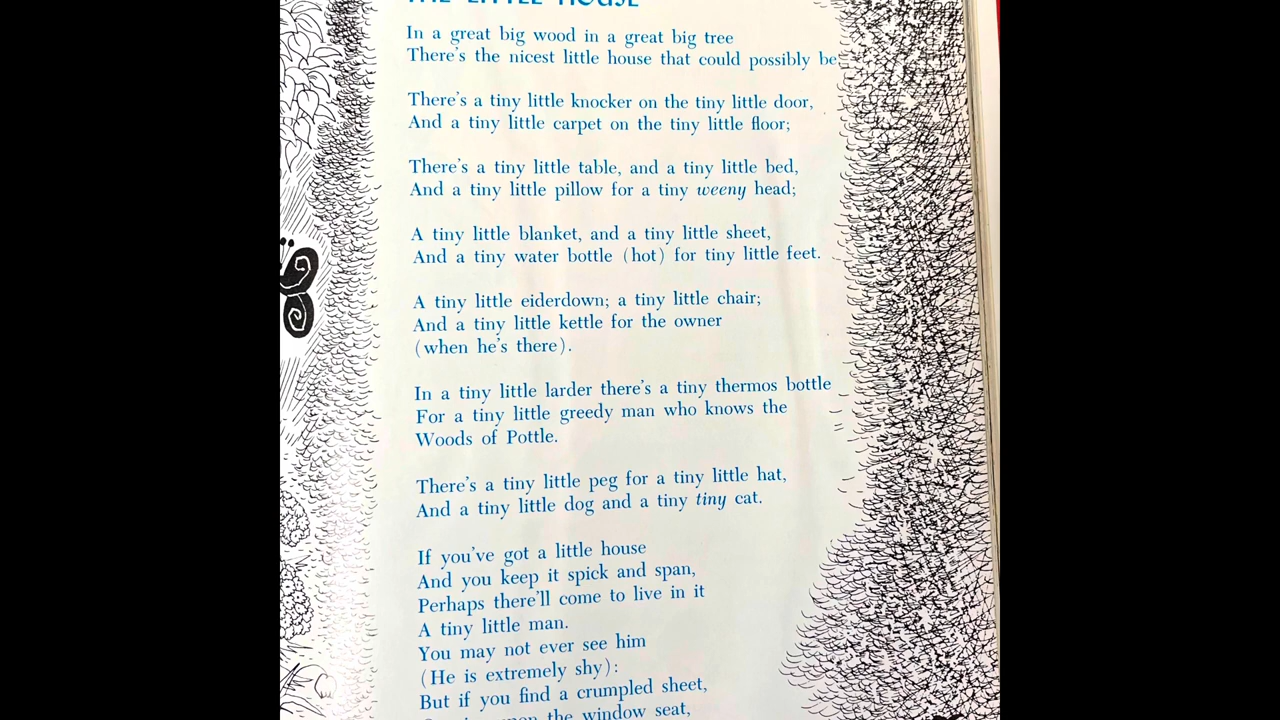 THE LITTLE HOUSE
In a great big wood in a great big tree
There's the nicest little house that could possibly be
There's a tiny little knocker on the tiny little door,
And a tiny little carpet on the tiny little floor;
There's a tiny little table, and a tiny little bed,
And a tiny little pillow for a tiny weeny head;
A tiny little blanket, and a tiny little sheet,
And a tiny water bottle (hot) for tiny little feet.
A tiny little eiderdown; a tiny little chair;
And a tiny little kettle for the owner
(when he's there).
In a tiny little larder there's a tiny thermos bottle
For a tiny little greedy man who knows the
Woods of Pottle.
There's a tiny little peg for a tiny little hat,
And a tiny little dog and a tiny tiny cat.
If you've got a little house
And you keep it spick and span,
Perhaps there'll come to live in it
A tiny little man.
You may not ever see him
(He is extremely shy):
But if you find a crumpled sheet,
the window seat,